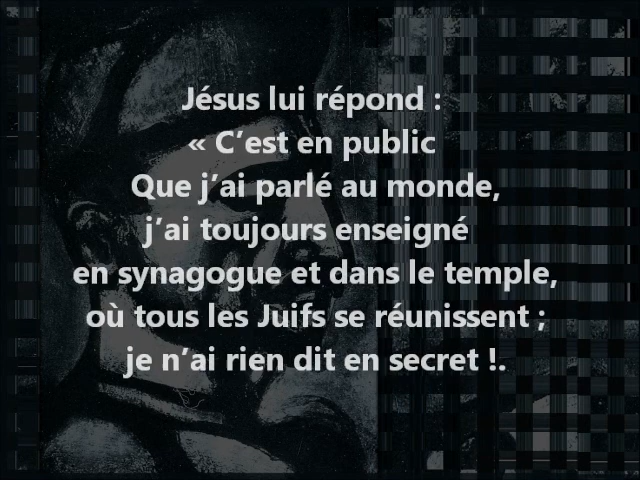 Jésus lui répond :
« C’est en public
Que j’ai parlé au monde,
j’ai toujours enseigné
en synagogue et dans le temple,
où tous les Juifs se réunissent ;
je n’ai rien dit en secret !.